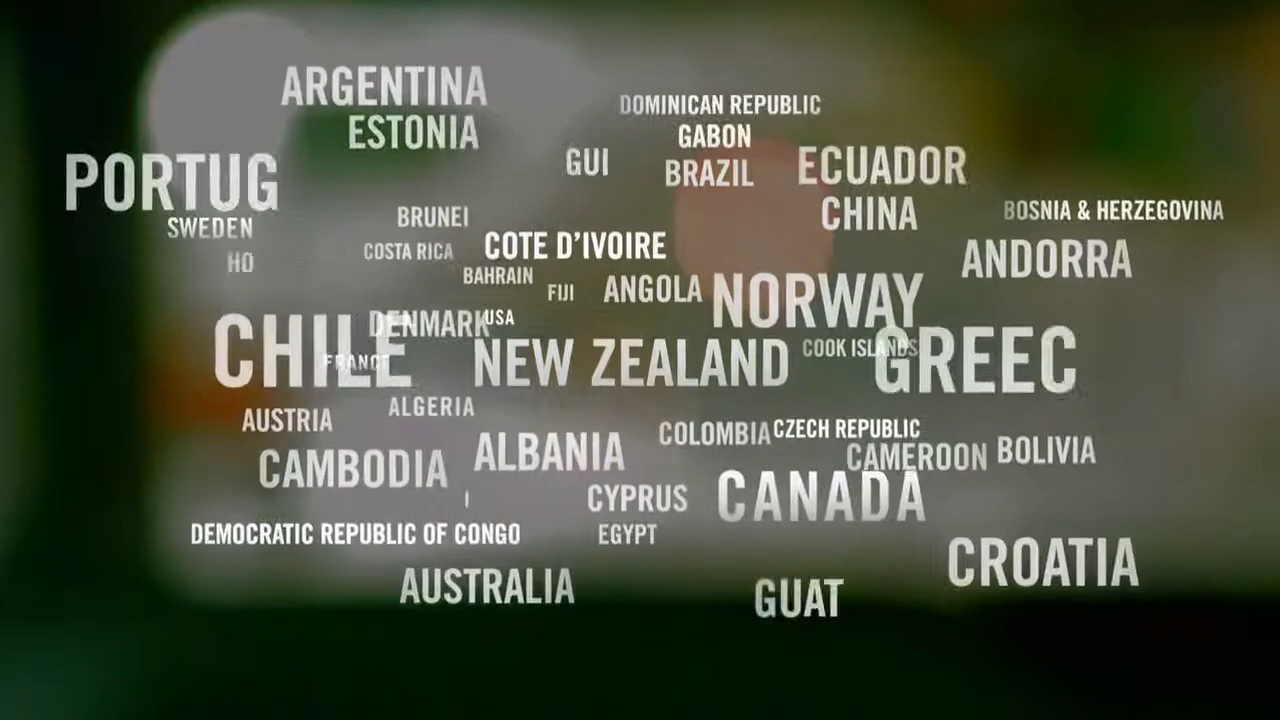 ARGENTINA
DOMINICAN REPUBLIC
ESTONIA
GABON
GUI
BRAZIL
ECUADOR
PORTUG
SWEDEN
BRUNEI
CHINA
BOSNIA & HERZEGOVINA
HO
COSTA RICA
COTE D'IVOIRE
ANDORRA
BAHRAIN
FIJI
ANGOLA
NORWAY
DENMARK
USA
CHILE
FRANCE
NEW ZEALAND
COOK ISLANDS
GREEC
AUSTRIA
ALGERIA
COLOMBIA
CZECH REPUBLIC
CAMBODIA
ALBANIA
CAMEROON
BOLIVIA
I
CYPRUS
CANADA
DEMOCRATIC REPUBLIC OF CONGO
EGYPT
CROATIA
AUSTRALIA
GUAT